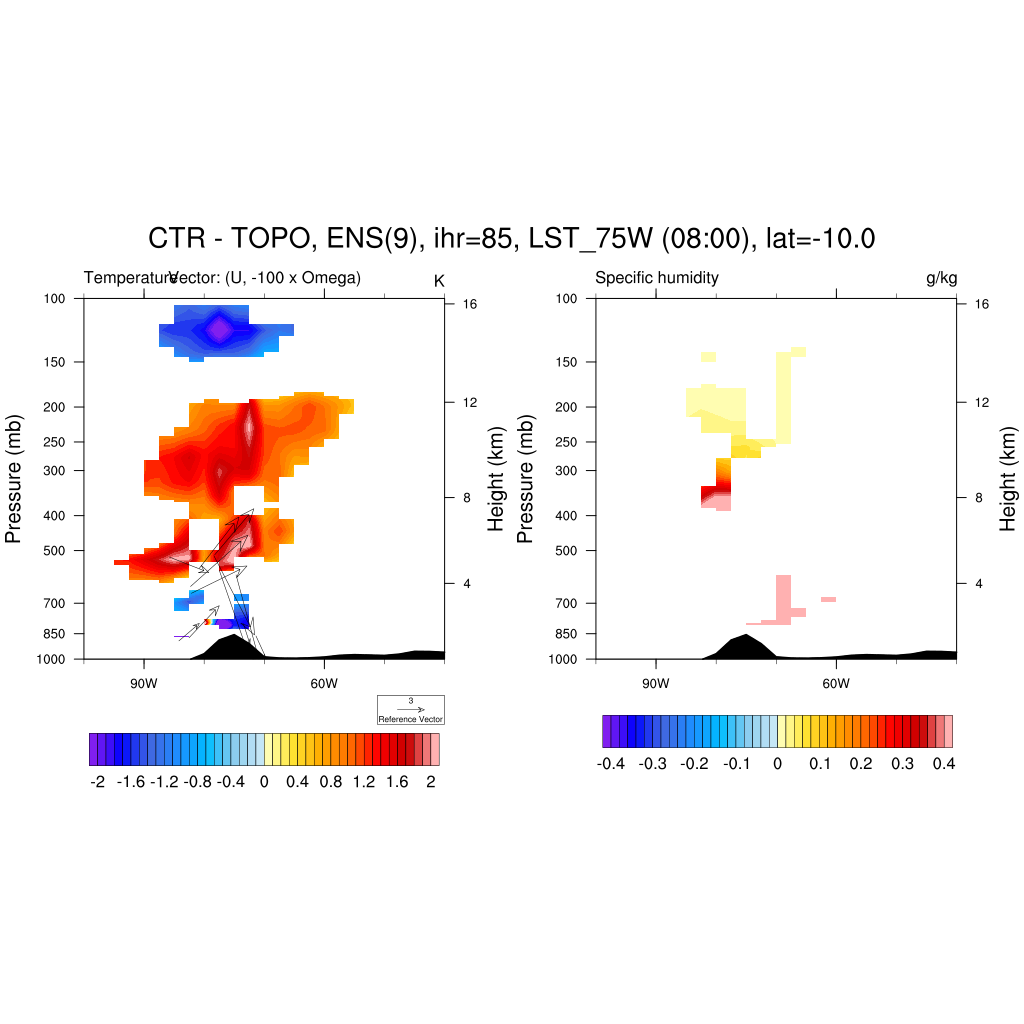 CTR - TOPO, ENS(9), ihr=85, LST_75W (08:00), lat=-10.0
Temperature Vector: (U, -100 x Omega) K
Pressure (mb)
100
150
200
250
300
400
500
700
850
1000
16
12
8
4
Height (km)
90W 60W
3
Reference Vector
-2 -1.6 -1.2 -0.8 -0.4 0 0.4 0.8 1.2 1.6 2
Specific humidity g/kg
Pressure (mb)
100
150
200
250
300
400
500
700
850
1000
16
12
8
4
Height (km)
90W 60W
-0.4 -0.3 -0.2 -0.1 0 0.1 0.2 0.3 0.4